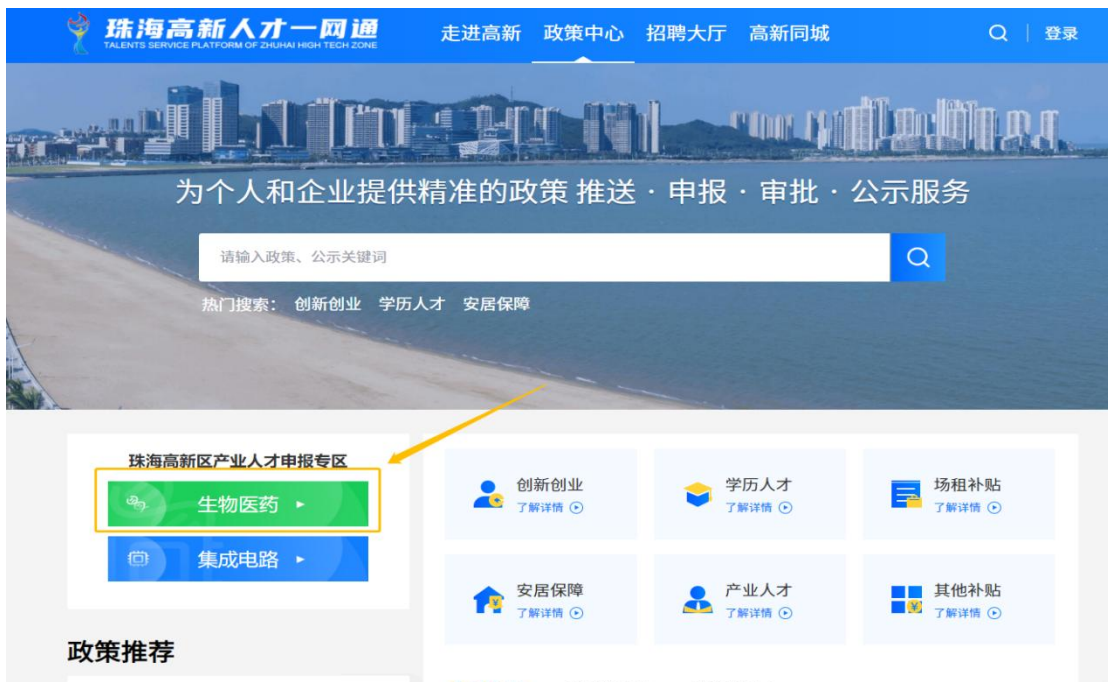 珠海高新人才一网通
TALENTS SERVICE PLATFORM OF ZHUHAI HIGH TECH ZONE
走进高新 政策中心 招聘大厅 高新同城 登录
为个人和企业提供精准的政策 推送 · 申报 · 审批 · 公示服务
请输入政策、公示关键词
热门搜索： 创新创业 学历人才 安居保障
珠海高新区产业人才申报专区
生物医药
集成电路
政策推荐
创新创业
了解详情
学历人才
了解详情
场租补贴
了解详情
安居保障
了解详情
产业人才
了解详情
其他补贴
了解详情